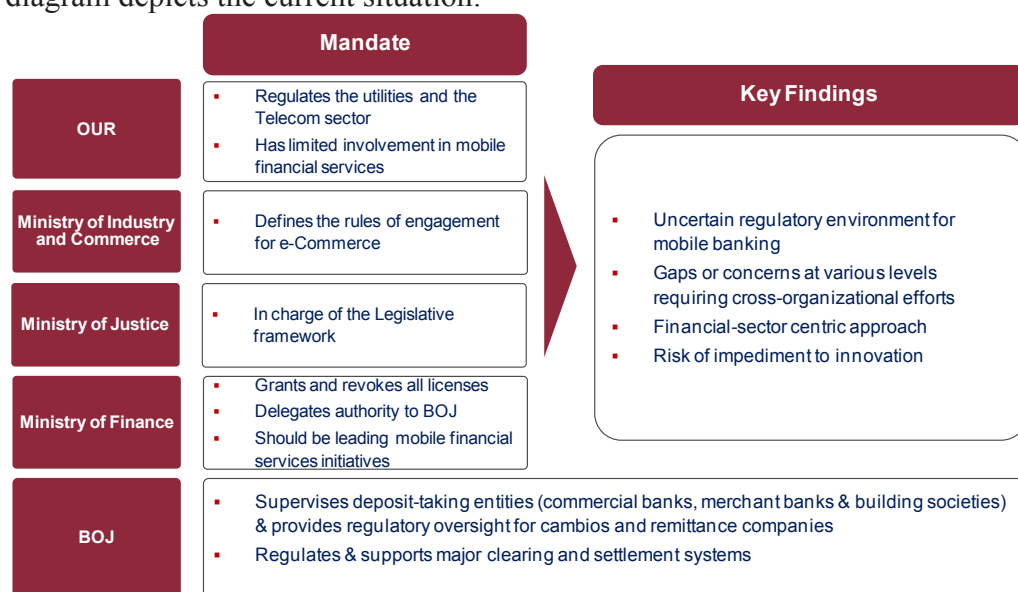 diagram depicts the current situation.
Mandate
Key Findings
OUR
Regulates the utilities and the
Telecom sector
Has limited involvement in mobile
financial services
Ministry of Industry
and Commerce
Defines the rules of engagement
for e-Commerce
Ministry of Justice
In charge of the Legislative
framework
Ministry of Finance
Grants and revokes all licenses
Delegates authority to BOJ
Should be leading mobile financial
services initiatives
Uncertain regulatory environment for
mobile banking
Gaps or concerns at various levels
requiring cross-organizational efforts
Financial-sector centric approach
Risk of impediment to innovation
BOJ
Supervises deposit-taking entities (commercial banks, merchant banks & building societies)
& provides regulatory oversight for cambios and remittance companies
Regulates & supports major clearing and settlement systems